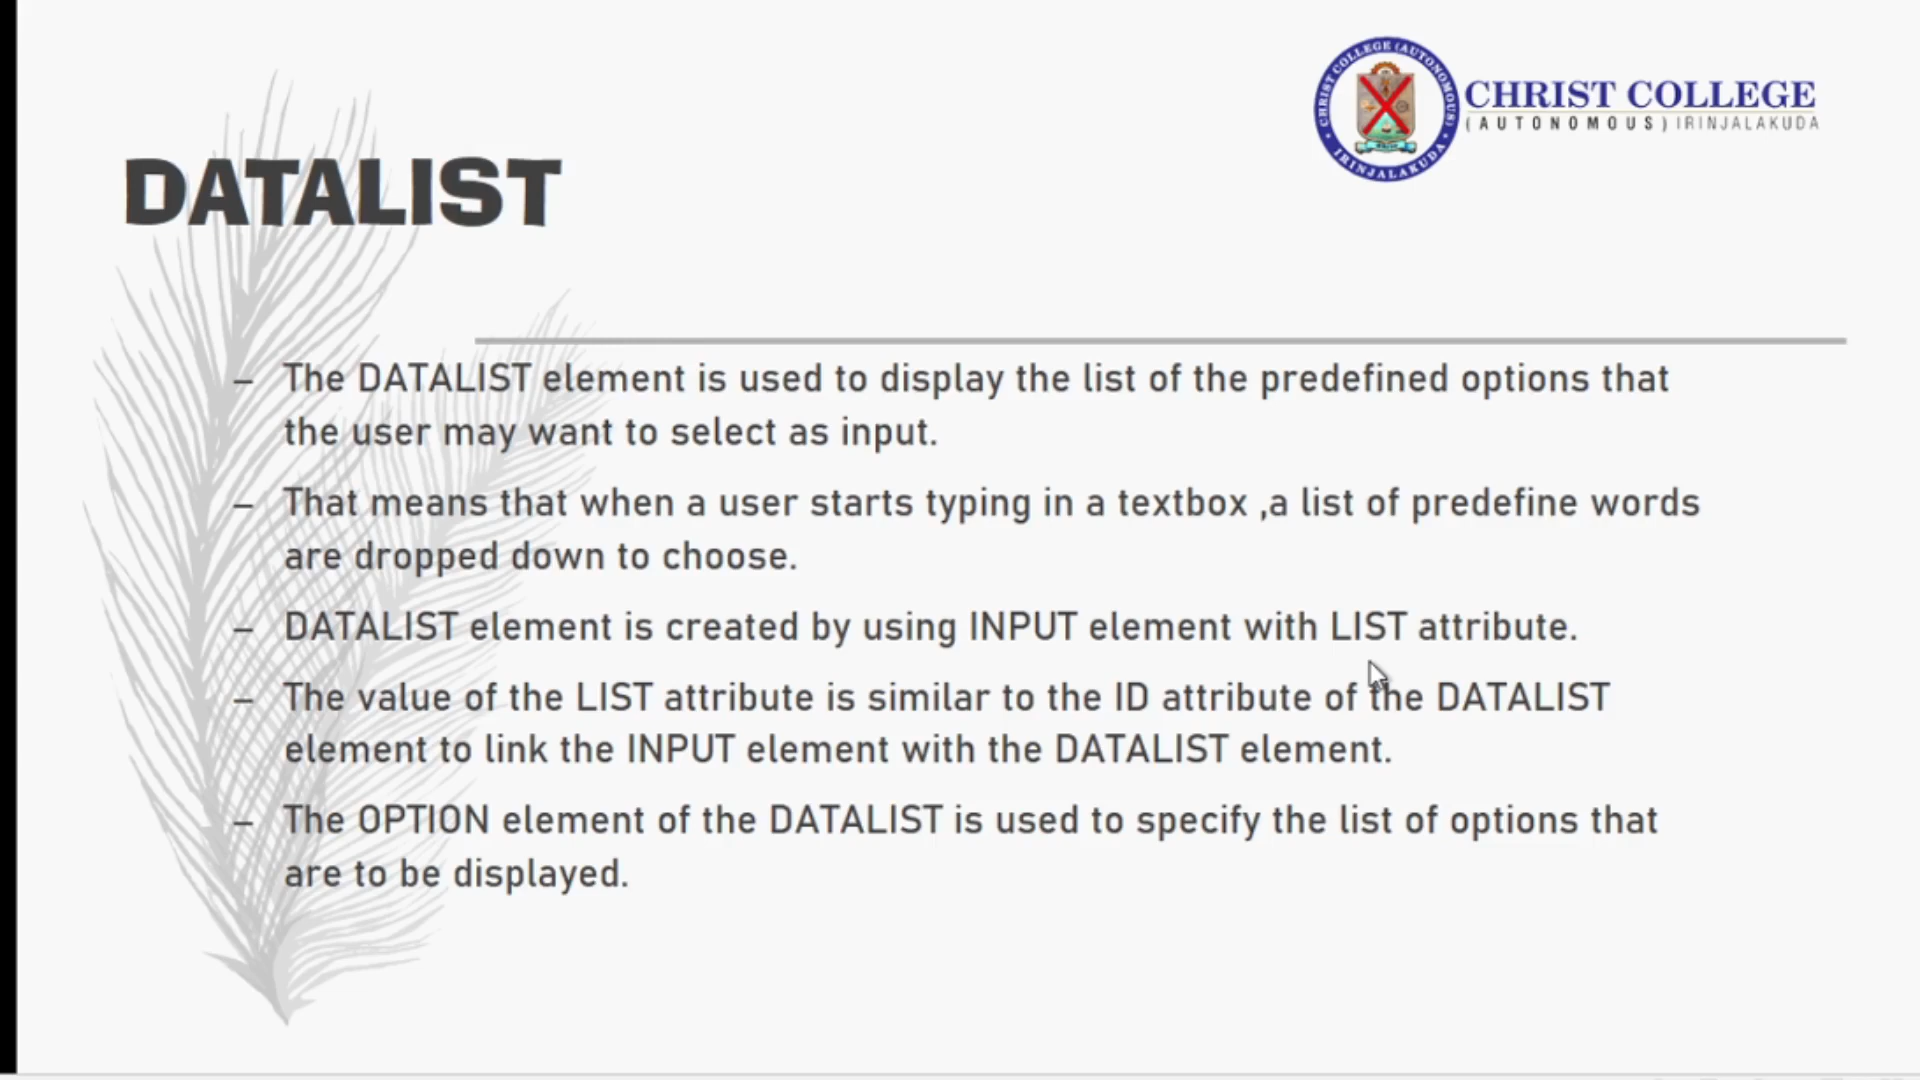 CHRIST COLLEGE (AUTONOMOUS)
IRINJALAKUDA
CHRIST COLLEGE
(AUTONOMOUS) IRINJALAKUDA
DATALIST
– The DATALIST element is used to display the list of the predefined options that
the user may want to select as input.
– That means that when a user starts typing in a textbox ,a list of predefine words
are dropped down to choose.
– DATALIST element is created by using INPUT element with LIST attribute.
– The value of the LIST attribute is similar to the ID attribute of the DATALIST
element to link the INPUT element with the DATALIST element.
– The OPTION element of the DATALIST is used to specify the list of options that
are to be displayed.